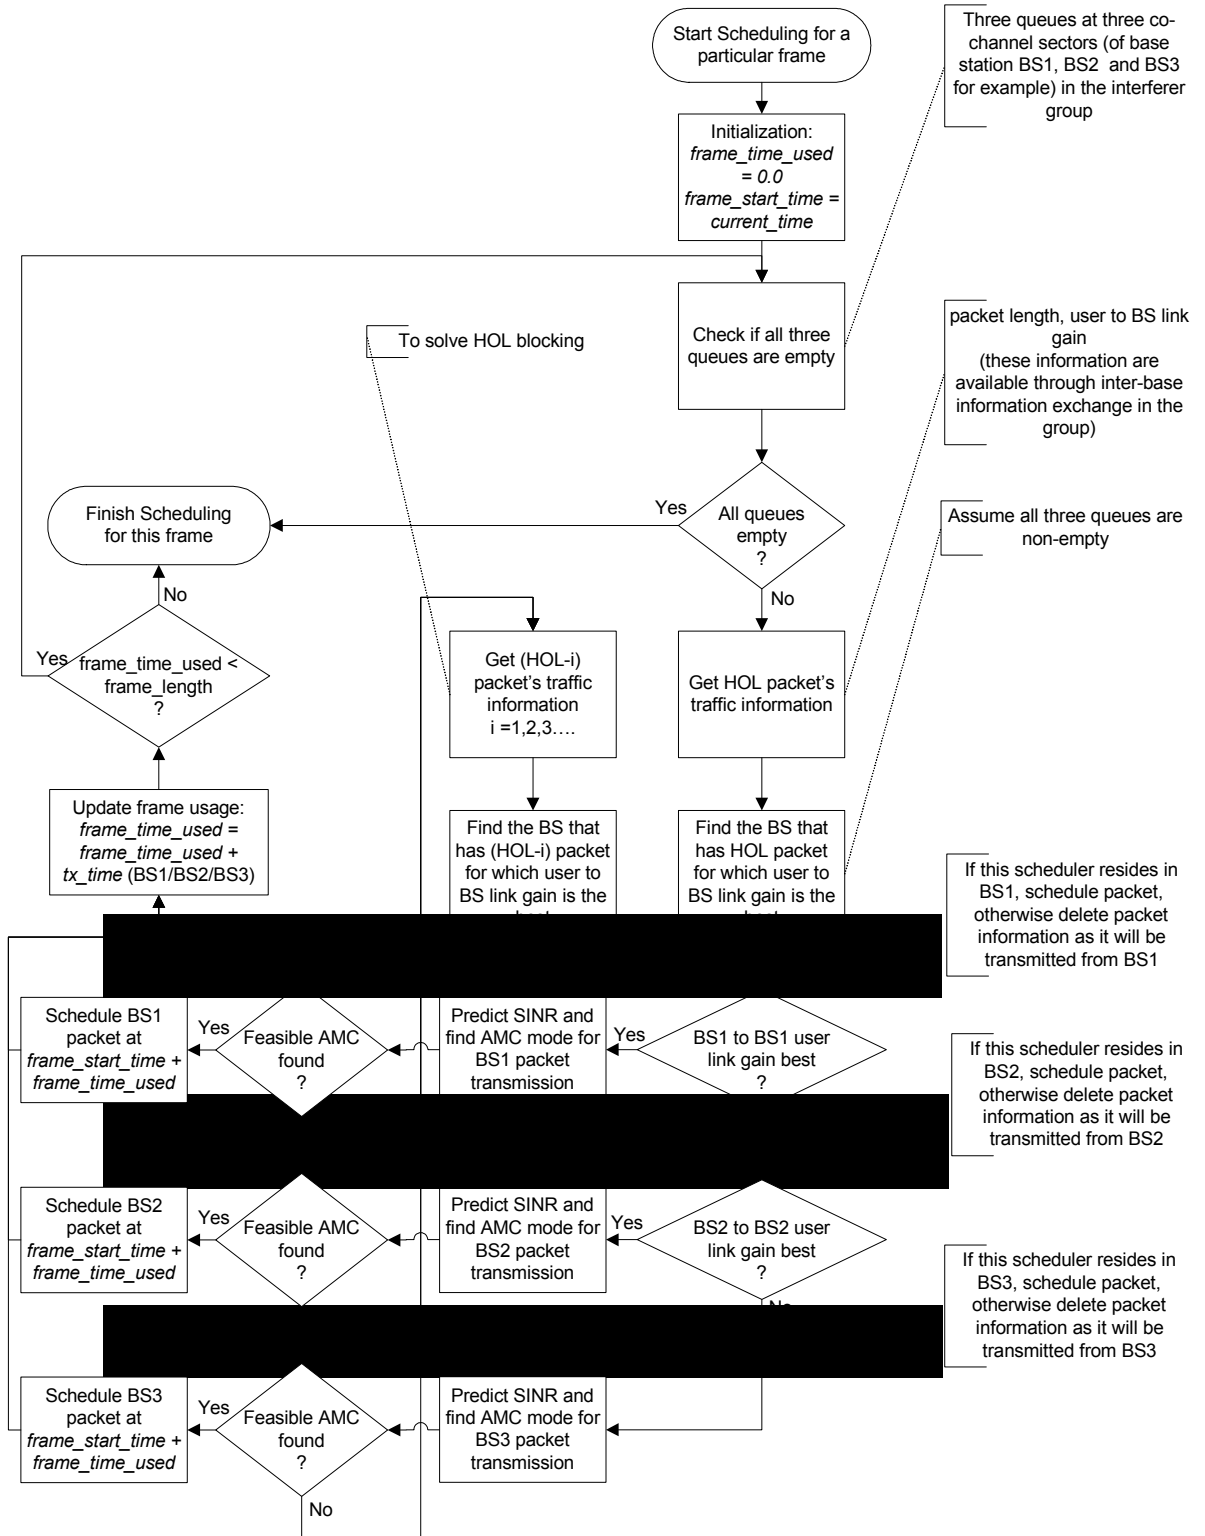 Start Scheduling for a
particular frame
Three queues at three co-
channel sectors (of base
station BS1, BS2 and BS3
for example) in the interferer
group
Initialization:
frame_time_used
= 0.0
frame_start_time =
current_time
To solve HOL blocking
Check if all three
queues are empty
packet length, user to BS link
gain
(these information are
available through inter-base
information exchange in the
group)
Finish Scheduling
for this frame
Yes
All queues
empty
?
Assume all three queues are
non-empty
No
No
Yes
frame_time_used <
frame_length
?
Get (HOL-i)
packet's traffic
information
i =1,2,3….
Get HOL packet's
traffic information
Update frame usage:
frame_time_used =
frame_time_used +
tx_time (BS1/BS2/BS3)
Find the BS that
has (HOL-i) packet
for which user to
BS link gain is the
Find the BS that
has HOL packet
for which user to
BS link gain is the
If this scheduler resides in
BS1, schedule packet,
otherwise delete packet
information as it will be
transmitted from BS1
Schedule BS1
packet at
frame_start_time +
frame_time_used
Yes
Feasible AMC
found
?
Predict SINR and
find AMC mode for
BS1 packet
transmission
Yes
BS1 to BS1 user
link gain best
?
If this scheduler resides in
BS2, schedule packet,
otherwise delete packet
information as it will be
transmitted from BS2
Schedule BS2
packet at
frame_start_time +
frame_time_used
Yes
Feasible AMC
found
?
Predict SINR and
find AMC mode for
BS2 packet
transmission
Yes
BS2 to BS2 user
link gain best
?
If this scheduler resides in
BS3, schedule packet,
otherwise delete packet
information as it will be
transmitted from BS3
Schedule BS3
packet at
frame_start_time +
frame_time_used
Yes
Feasible AMC
found
?
Predict SINR and
find AMC mode for
BS3 packet
transmission
No